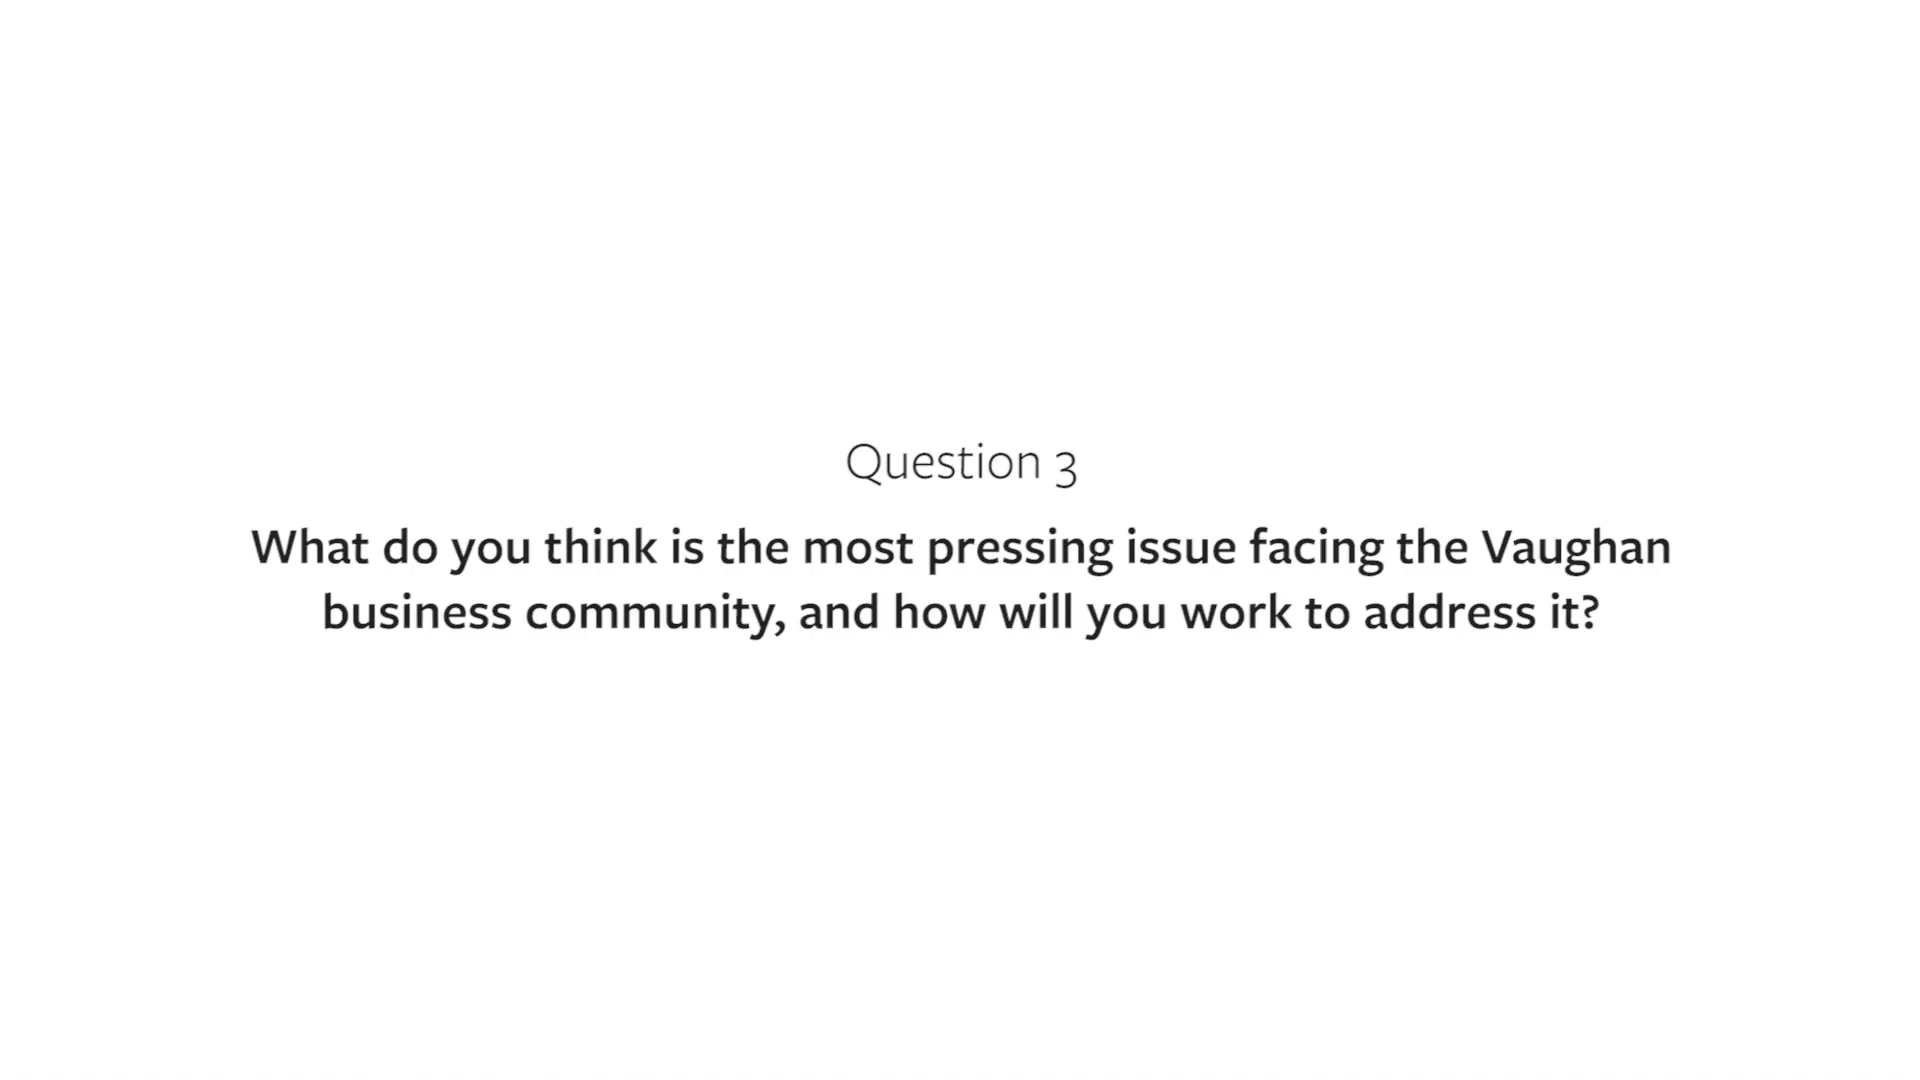 Question 3
What do you think is the most pressing issue facing the Vaughan
business community, and how will you work to address it?